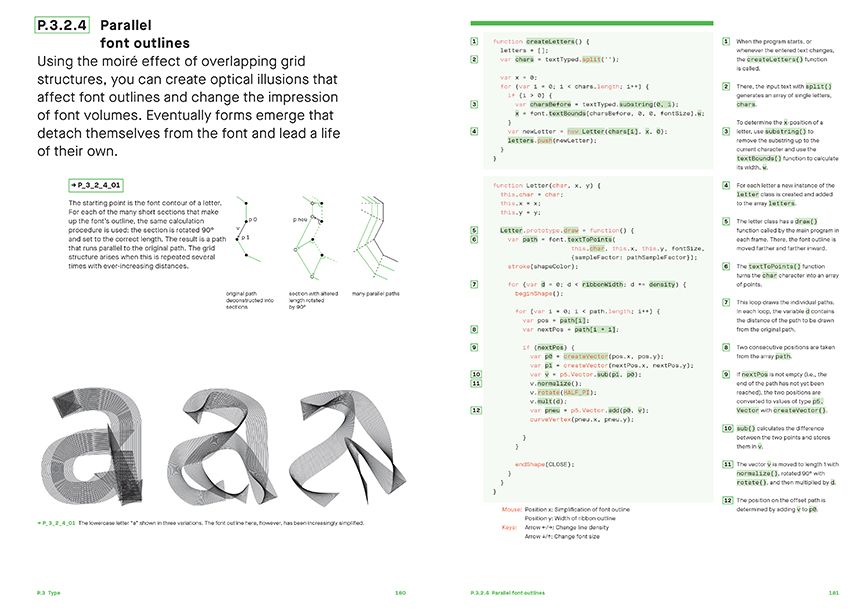 P.3.2.4 Parallel
font outlines
Using the moiré effect of overlapping grid
structures, you can create optical illusions that
affect font outlines and change the impression
of font volumes. Eventually forms emerge that
detach themselves from the font and lead a life
of their own.
→ P_3_2_4_01
The starting point is the font contour of a letter.
For each of the many short sections that make
up the font's outline, the same calculation
procedure is used: the section is rotated 90°
and set to the correct length. The result is a path
that runs parallel to the original path. The grid
structure arises when this is repeated several
times with ever-increasing distances.
p 0
v
p 1
p neu
original path
deconstructed into
sections
section with altered
length rotated
by 90°
many parallel paths
→ P_3_2_4_01 The lowercase letter "a" shown in three variations. The font outline here, however, has been increasingly simplified.
P.3 Type
180
1 function createLetters() {
letters = [];
2 var chars = textTyped.split('');
var x = 0;
for (var i = 0; i < chars.length; i++) {
if (i > 0) {
3 var charsBefore = textTyped.substring(0, i);
x = font.textBounds(charsBefore, 0, 0, fontSize).w;
}
4 var newLetter = new Letter(chars[i], x, 0);
letters.push(newLetter);
}
}
function Letter(char, x, y) {
this.char = char;
this.x = x;
this.y = y;
5 Letter.prototype.draw = function() {
6 var path = font.textToPoints(
this.char, this.x, this.y, fontSize,
{sampleFactor: pathSampleFactor});
stroke(shapeColor);
7 for (var d = 0; d < ribbonWidth; d += density) {
beginShape();
for (var i = 0; i < path.length; i++) {
var pos = path[i];
8 var nextPos = path[i + 1];
9 if (nextPos) {
var p0 = createVector(pos.x, pos.y);
var p1 = createVector(nextPos.x, nextPos.y);
10 var v = p5.Vector.sub(p1, p0);
11 v.normalize();
v.rotate(HALF_PI);
v.mult(d);
12 var pneu = p5.Vector.add(p0, v);
curveVertex(pneu.x, pneu.y);
}
}
endShape(CLOSE);
}
}
}
Mouse: Position x: Simplification of font outline
Position y: Width of ribbon outline
Keys: Arrow ←/→: Change line density
Arrow ↓/↑: Change font size
1 When the program starts, or
whenever the entered text changes,
the createLetters() function
is called.
2 There, the input text with split()
generates an array of single letters,
chars.
To determine the x-position of a
3 letter, use substring() to
remove the substring up to the
current character and use the
textBounds() function to calculate
its width, w.
4 For each letter a new instance of the
letter class is created and added
to the array letters.
5 The letter class has a draw()
function called by the main program in
each frame. There, the font outline is
moved farther and farther inward.
6 The textToPoints() function
turns the char character into an array
of points.
7 This loop draws the individual paths.
In each loop, the variable d contains
the distance of the path to be drawn
from the original path.
8 Two consecutive positions are taken
from the array path.
9 If nextPos is not empty (i.e., the
end of the path has not yet been
reached), the two positions are
converted to values of type p5.
Vector with createVector().
10 sub() calculates the difference
between the two points and stores
them in v.
11 The vector v is moved to length 1 with
normalize(), rotated 90° with
rotate(), and then multiplied by d.
12 The position on the offset path is
determined by adding v to p0.
P.3.2.4 Parallel font outlines
181